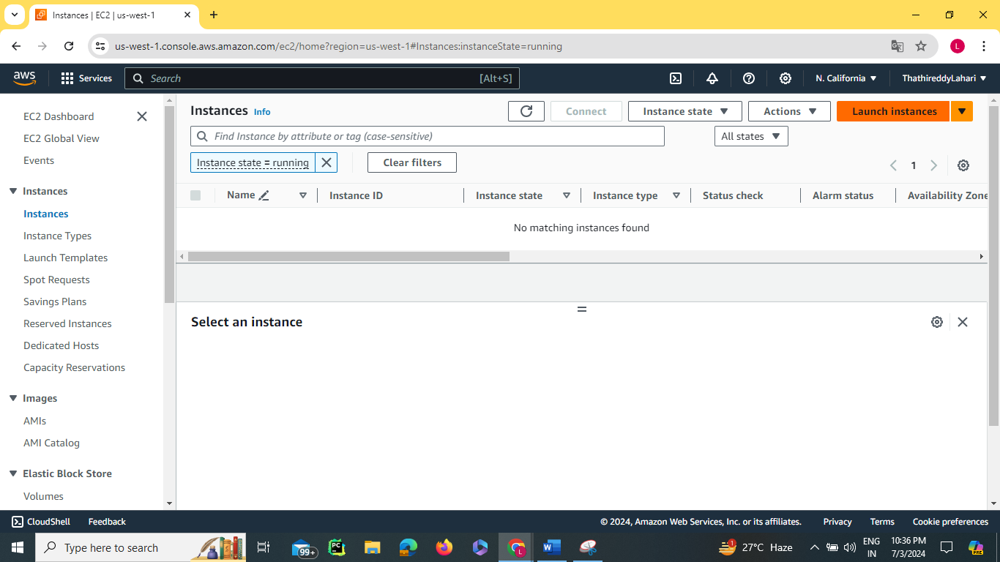 Instances | EC2 | us-west-1
us-west-1.console.aws.amazon.com/ec2/home?region=us-west-1#Instances:instanceState=running
L
aws
Services
Search
[Alt+S]
N. California
ThathireddyLahari
EC2 Dashboard
EC2 Global View
Events
Instances
Instances
Instance Types
Launch Templates
Spot Requests
Savings Plans
Reserved Instances
Dedicated Hosts
Capacity Reservations
Images
AMIs
AMI Catalog
Elastic Block Store
Volumes
Instances Info
Connect
Instance state
Actions
Launch instances
Find Instance by attribute or tag (case-sensitive)
All states
Instance state = running
Clear filters
1
Name
Instance ID
Instance state
Instance type
Status check
Alarm status
Availability Zone
No matching instances found
Select an instance
CloudShell
Feedback
© 2024, Amazon Web Services, Inc. or its affiliates.
Privacy
Terms
Cookie preferences
Type here to search
99+
PC
L
W
1
27°C Haze
ENG
IN
10:36 PM
7/3/2024
PRE